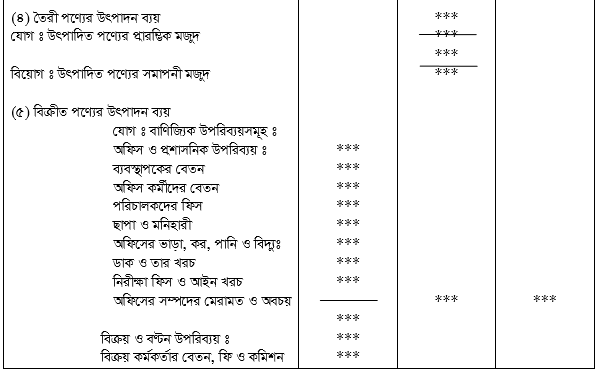 (৪) তৈরী পণ্যের উৎপাদন ব্যয় ***
যোগ ঃ উৎপাদিত পণ্যের প্রারম্ভিক মজুদ ***
***
বিয়োগ ঃ উৎপাদিত পণ্যের সমাপনী মজুদ ***
(৫) বিক্রীত পণ্যের উৎপাদন ব্যয়
যোগ ঃ বাণিজ্যিক উপরিব্যয়সমূহ ঃ
অফিস ও প্রশাসনিক উপরিব্যয় ঃ ***
ব্যবস্থাপকের বেতন ***
অফিস কর্মীদের বেতন ***
পরিচালকদের ফিস ***
ছাপা ও মনিহারী ***
অফিসের ভাড়া, কর, পানি ও বিদ্যুঃ ***
ডাক ও তার খরচ ***
নিরীক্ষা ফিস ও আইন খরচ ***
অফিসের সম্পদের মেরামত ও অবচয় *** ***
***
বিক্রয় ও বণ্টন উপরিব্যয় ঃ ***
বিক্রয় কর্মকর্তার বেতন, ফি ও কমিশন ***